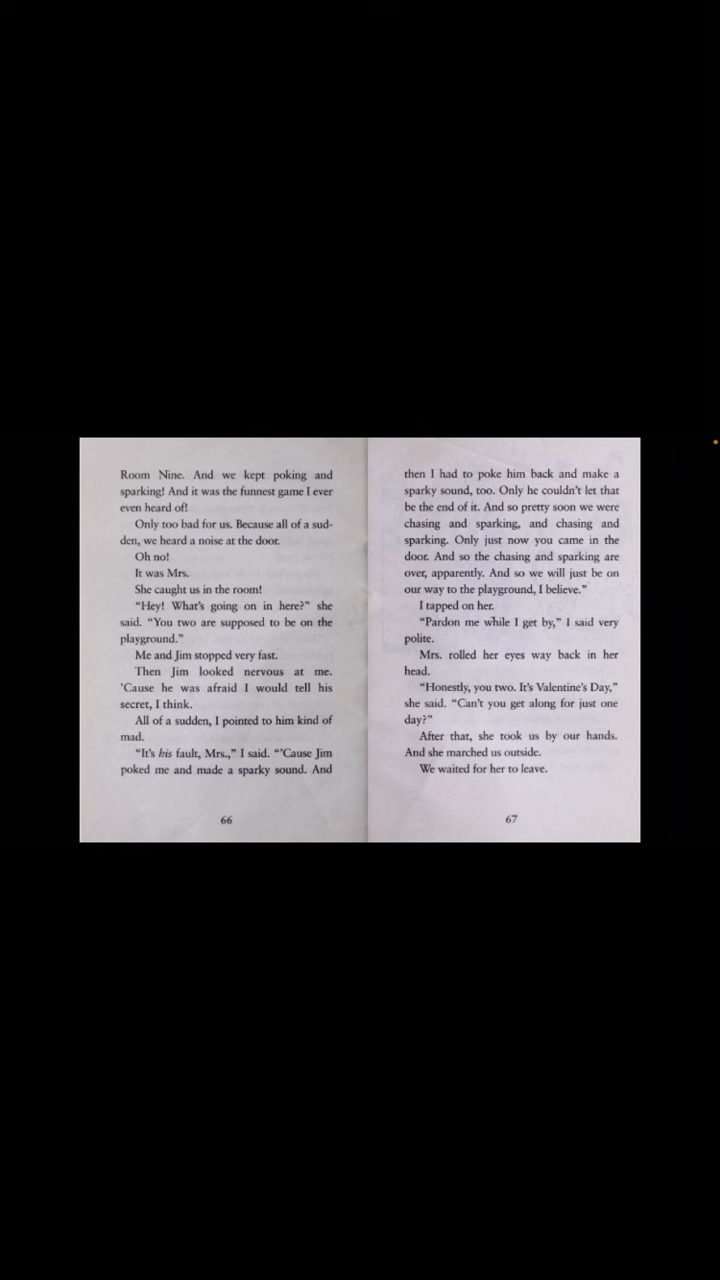 Room Nine. And we kept poking and
sparking! And it was the funnest game I ever
even heard of!
Only too bad for us. Because all of a sud-
den, we heard a noise at the door.
Oh no!
It was Mrs.
She caught us in the room!
“Hey! What’s going on in here?” she
said. “You two are supposed to be on the
playground.”
Me and Jim stopped very fast.
Then Jim looked nervous at me.
’Cause he was afraid I would tell his
secret, I think.
All of a sudden, I pointed to him kind of
mad.
“It’s his fault, Mrs.,” I said. “’Cause Jim
poked me and made a sparky sound. And
66
then I had to poke him back and make a
sparky sound, too. Only he couldn’t let that
be the end of it. And so pretty soon we were
chasing and sparking, and chasing and
sparking. Only just now you came in the
door. And so the chasing and sparking are
over, apparently. And so we will just be on
our way to the playground, I believe.”
I tapped on her.
“Pardon me while I get by,” I said very
polite.
Mrs. rolled her eyes way back in her
head.
“Honestly, you two. It’s Valentine’s Day,”
she said. “Can’t you get along for just one
day?”
After that, she took us by our hands.
And she marched us outside.
We waited for her to leave.
67